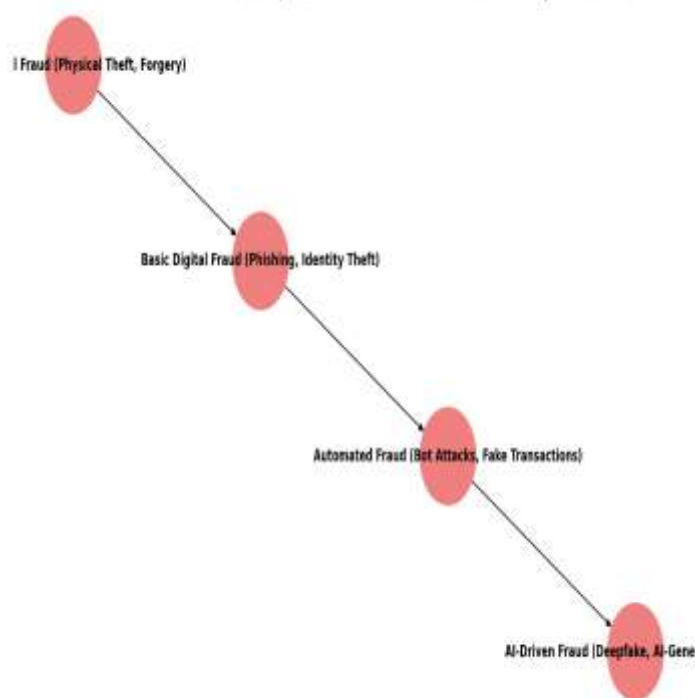 l Fraud (Physical Theft, Forgery)
Basic Digital Fraud (Phishing, Identity Theft)
Automated Fraud (Bot Attacks, Fake Transactions)
AI-Driven Fraud (Deepfake, AI-Gene